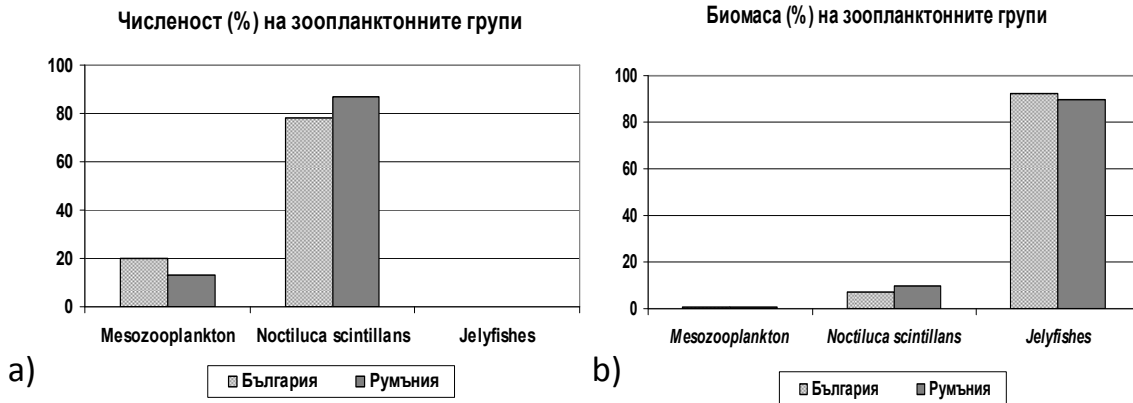 Численост (%) на зоопланктонните групи
100
80
60
40
20
0
Mesozooplankton Noctiluca scintillans Jelyfishes
a)
България Румъния
Биомаса (%) на зоопланктонните групи
100
80
60
40
20
0
Mesozooplankton Noctiluca scintillans Jelyfishes
b)
България Румъния